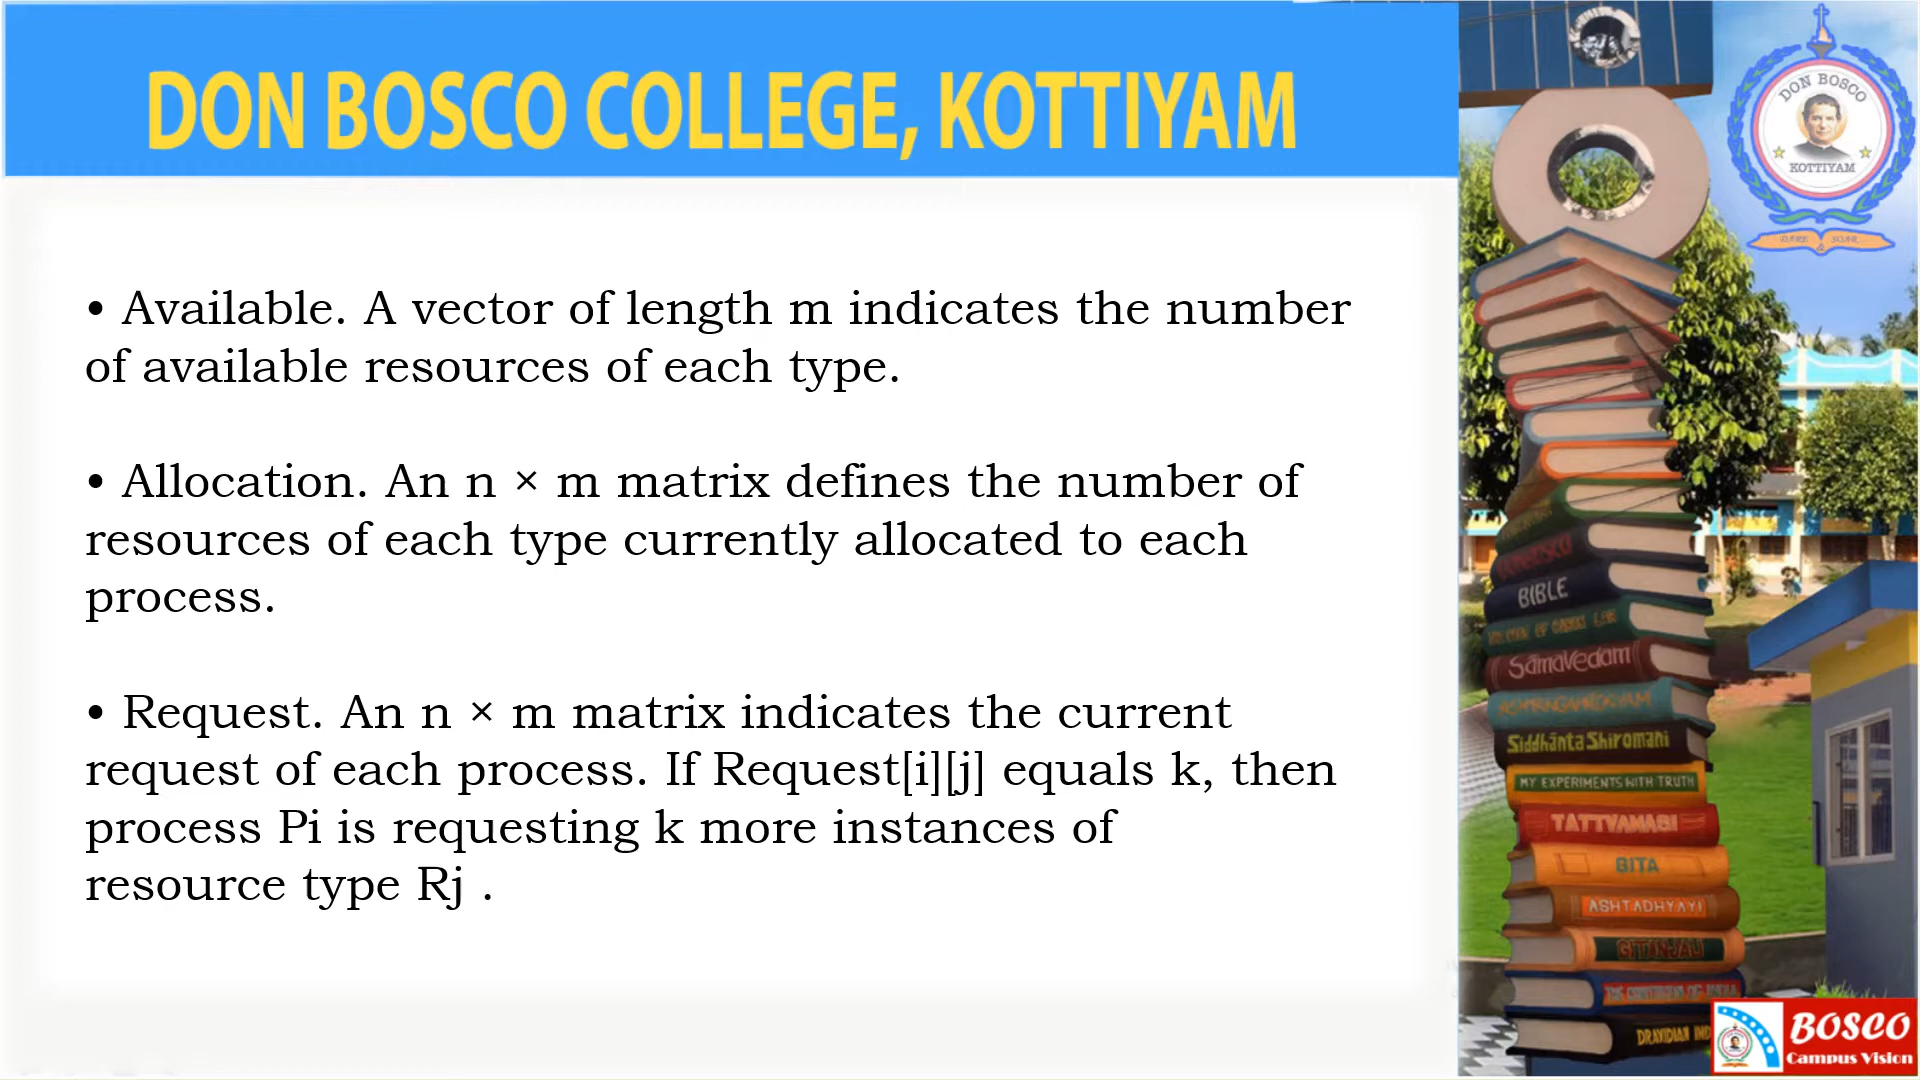 DON BOSCO COLLEGE, KOTTIYAM
• Available. A vector of length m indicates the number
of available resources of each type.
• Allocation. An n × m matrix defines the number of
resources of each type currently allocated to each
process.
• Request. An n × m matrix indicates the current
request of each process. If Request[i][j] equals k, then
process Pi is requesting k more instances of
resource type Rj .
DON BOSCO
KOTTIYAM
BIBLE
Sāmavedam
SiddhāntaShiromani
MY EXPERIMENTS WITH TRUTH
GITA
ASHTADHYAYI
GITANJALI
BOSCO
Campus Vision